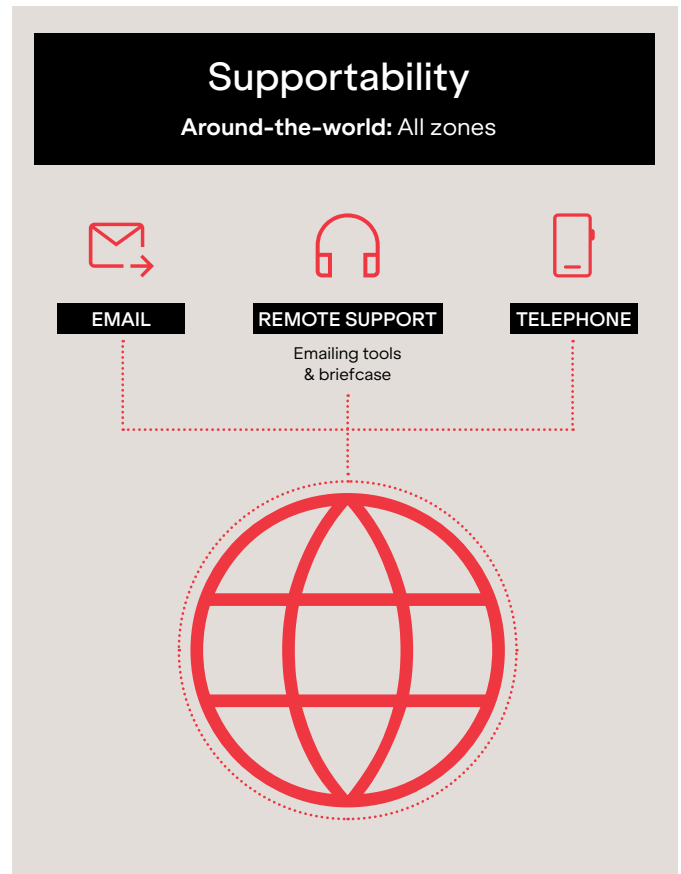 Supportability
Around-the-world: All zones
EMAIL
REMOTE SUPPORT
TELEPHONE
Emailing tools
& briefcase